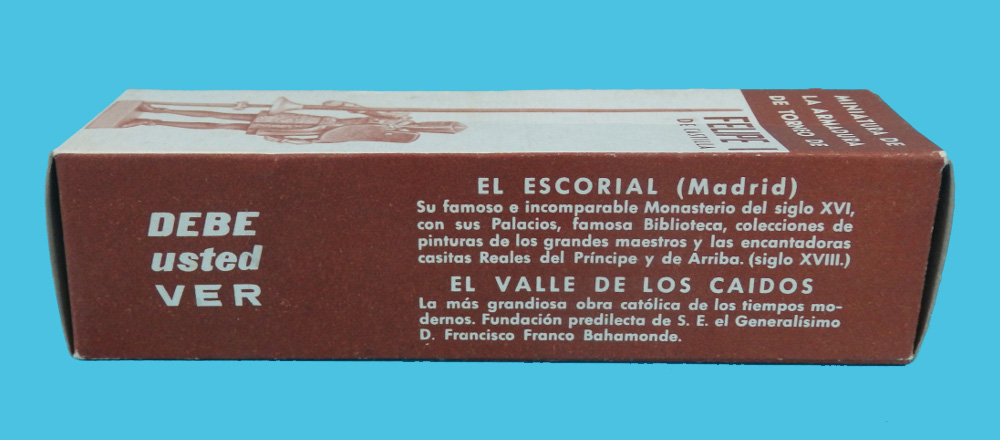 MINIATURA DE
LA ARMADURA
DE TORNEO DE
FELIPE I
DE CASTILLA
DEBE
usted
VER
EL ESCORIAL (Madrid)
Su famoso e incomparable Monasterio del siglo XVI,
con sus Palacios, famosa Biblioteca, colecciones de
pinturas de los grandes maestros y las encantadoras
casitas Reales del Príncipe y de Arriba. (siglo XVIII.)
EL VALLE DE LOS CAIDOS
La más grandiosa obra católica de los tiempos mo-
dernos. Fundación predilecta de S. E. el Generalísimo
D. Francisco Franco Bahamonde.